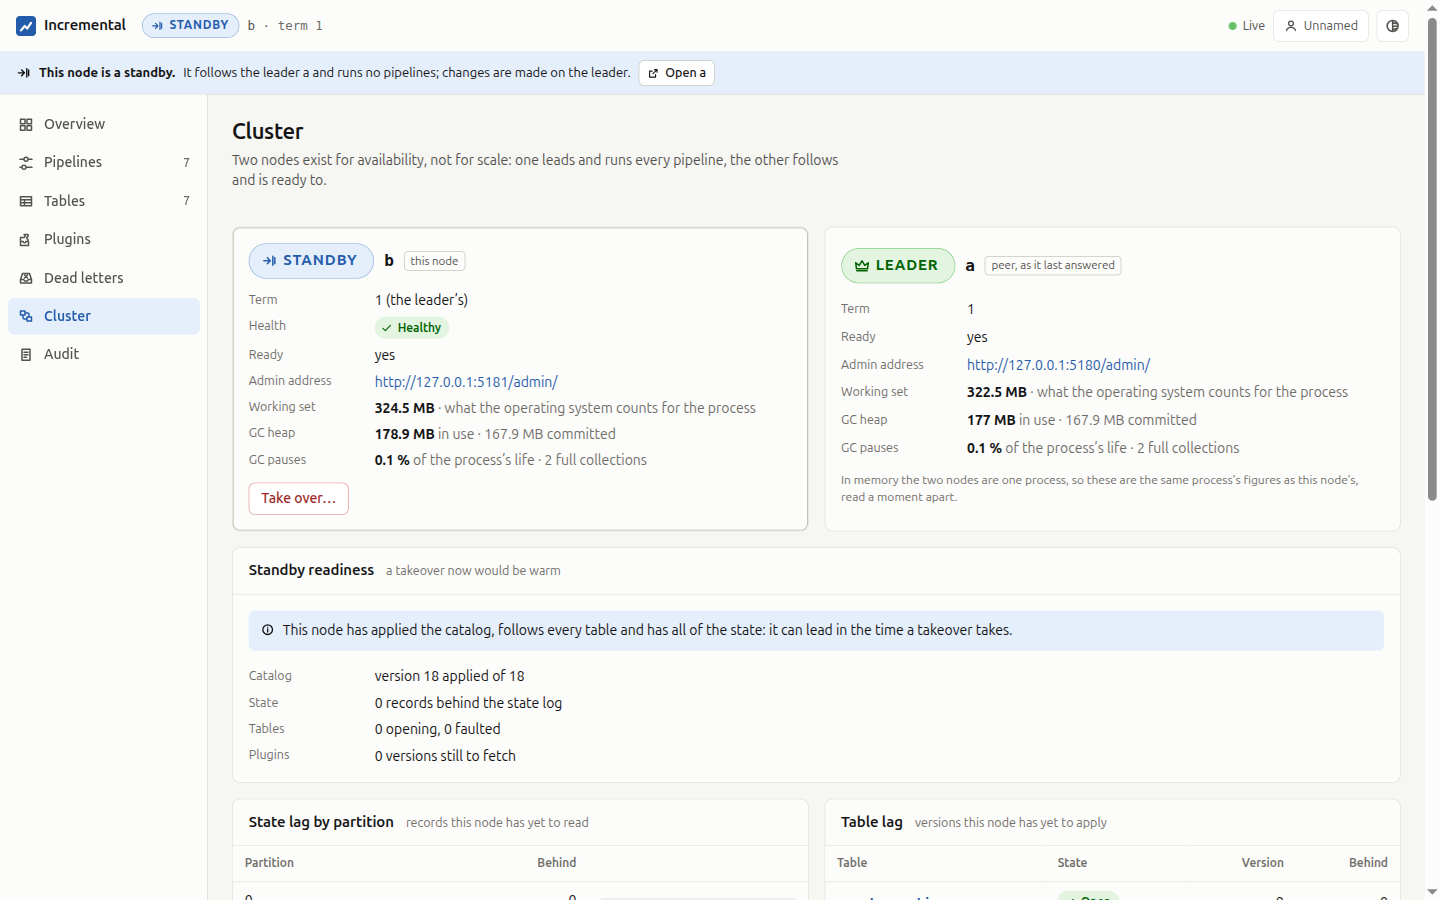 Incremental
STANDBY
b · term 1
Live
Unnamed
This node is a standby. It follows the leader a and runs no pipelines; changes are made on the leader.
Open a
Overview
Pipelines 7
Tables 7
Plugins
Dead letters
Cluster
Audit
Cluster
Two nodes exist for availability, not for scale: one leads and runs every pipeline, the other follows
and is ready to.
STANDBY b this node
Term 1 (the leader’s)
Health Healthy
Ready yes
Admin address http://127.0.0.1:5181/admin/
Working set 324.5 MB · what the operating system counts for the process
GC heap 178.9 MB in use · 167.9 MB committed
GC pauses 0.1 % of the process’s life · 2 full collections
Take over…
LEADER a peer, as it last answered
Term 1
Ready yes
Admin address http://127.0.0.1:5180/admin/
Working set 322.5 MB · what the operating system counts for the process
GC heap 177 MB in use · 167.9 MB committed
GC pauses 0.1 % of the process’s life · 2 full collections
In memory the two nodes are one process, so these are the same process’s figures as this node’s,
read a moment apart.
Standby readiness a takeover now would be warm
This node has applied the catalog, follows every table and has all of the state: it can lead in the time a takeover takes.
Catalog version 18 applied of 18
State 0 records behind the state log
Tables 0 opening, 0 faulted
Plugins 0 versions still to fetch
State lag by partition records this node has yet to read
Partition Behind
Table lag versions this node has yet to apply
Table State Version Behind